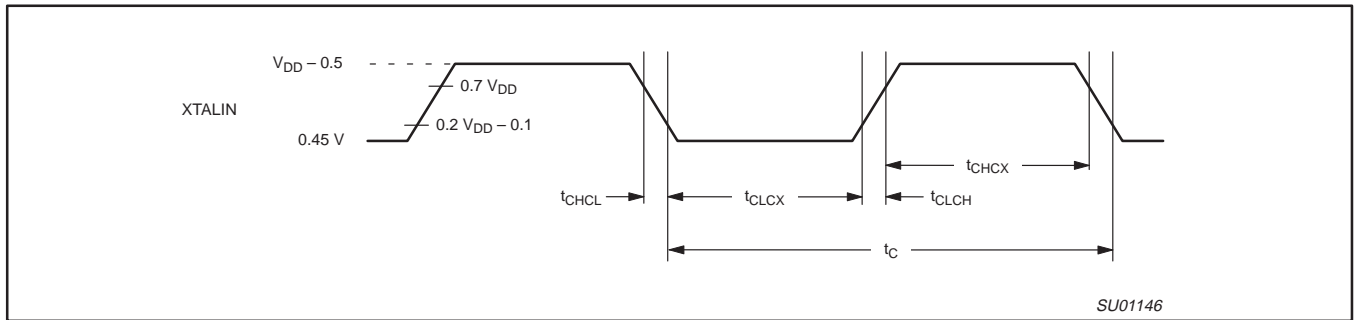 V_DD – 0.5
0.7 V_DD
XTALIN
0.2 V_DD – 0.1
0.45 V
t_CHCX
t_CHCL
t_CLCX
t_CLCH
t_C
SU01146